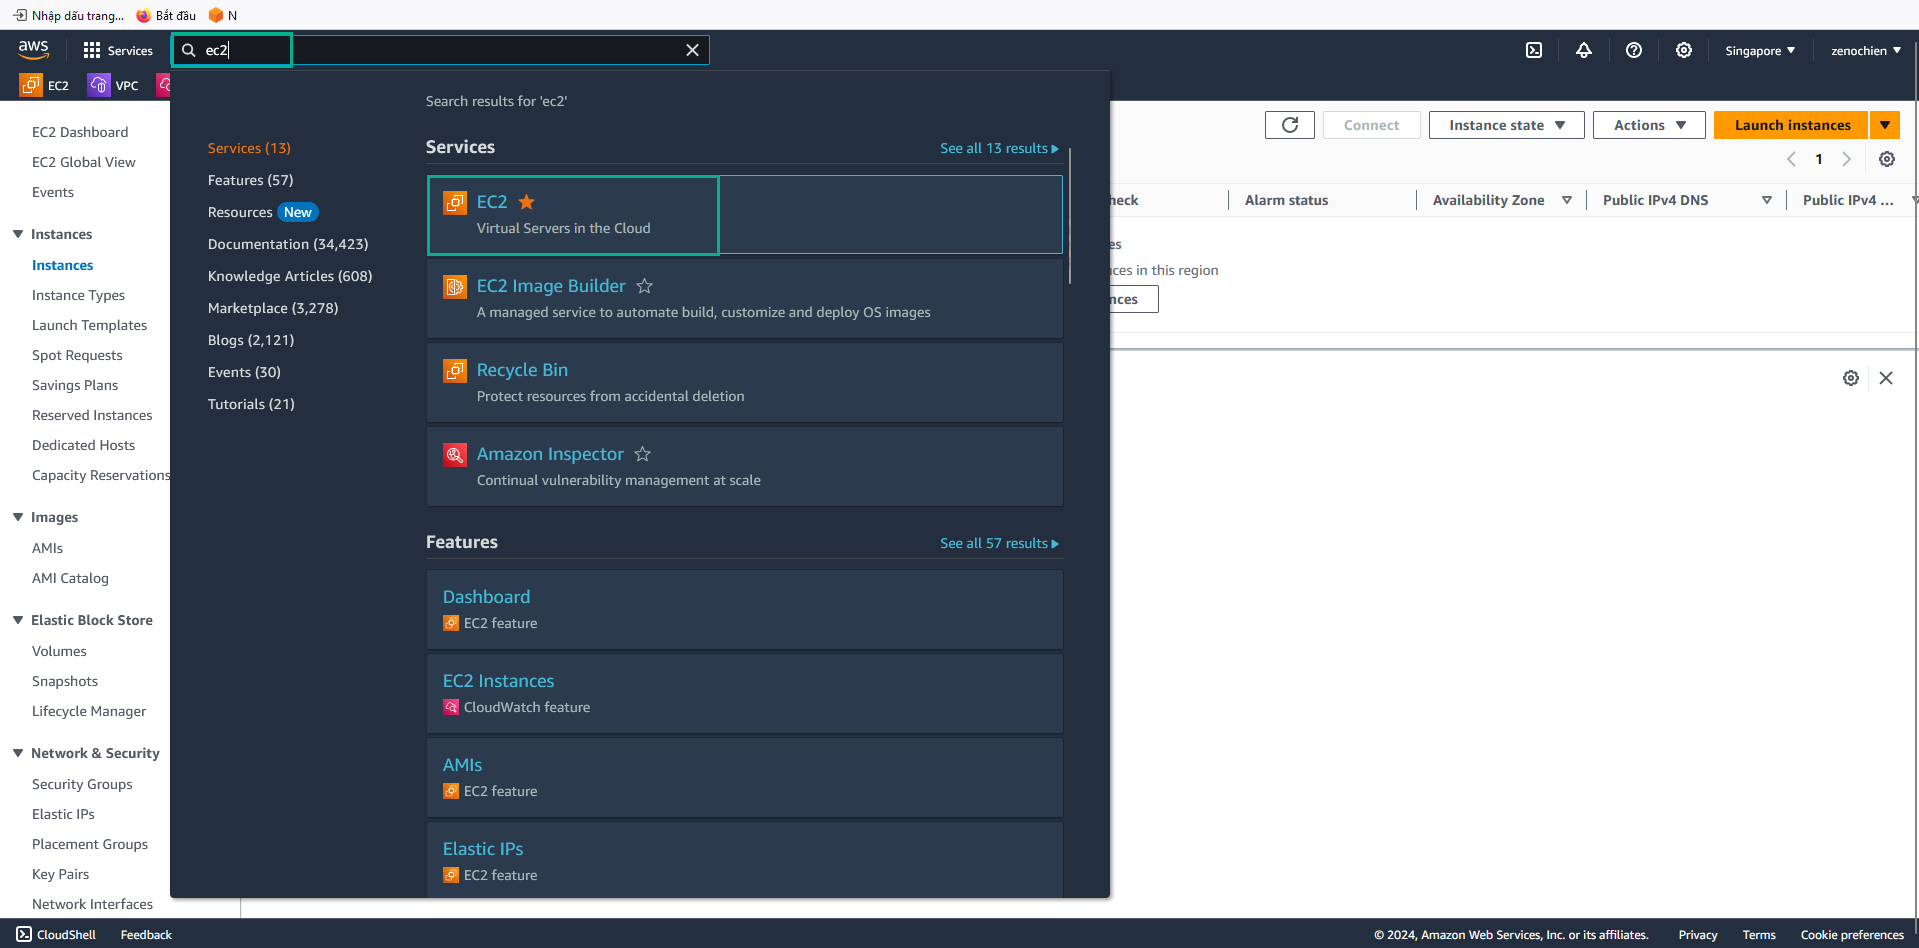 Nhập dấu trang...
Bắt đầu
N
aws
Services
ec2
Singapore
zenochien
EC2
VPC
EC2 Dashboard
EC2 Global View
Events
Instances
Instances
Instance Types
Launch Templates
Spot Requests
Savings Plans
Reserved Instances
Dedicated Hosts
Capacity Reservations
Images
AMIs
AMI Catalog
Elastic Block Store
Volumes
Snapshots
Lifecycle Manager
Network & Security
Security Groups
Elastic IPs
Placement Groups
Key Pairs
Network Interfaces
Search results for 'ec2'
Services (13)
Features (57)
Resources New
Documentation (34,423)
Knowledge Articles (608)
Marketplace (3,278)
Blogs (2,121)
Events (30)
Tutorials (21)
Services
See all 13 results
EC2
Virtual Servers in the Cloud
EC2 Image Builder
A managed service to automate build, customize and deploy OS images
Recycle Bin
Protect resources from accidental deletion
Amazon Inspector
Continual vulnerability management at scale
Features
See all 57 results
Dashboard
EC2 feature
EC2 Instances
CloudWatch feature
AMIs
EC2 feature
Elastic IPs
EC2 feature
Connect
Instance state
Actions
Launch instances
1
heck
Alarm status
Availability Zone
Public IPv4 DNS
Public IPv4 ...
es
nces in this region
nces
CloudShell
Feedback
© 2024, Amazon Web Services, Inc. or its affiliates.
Privacy
Terms
Cookie preferences